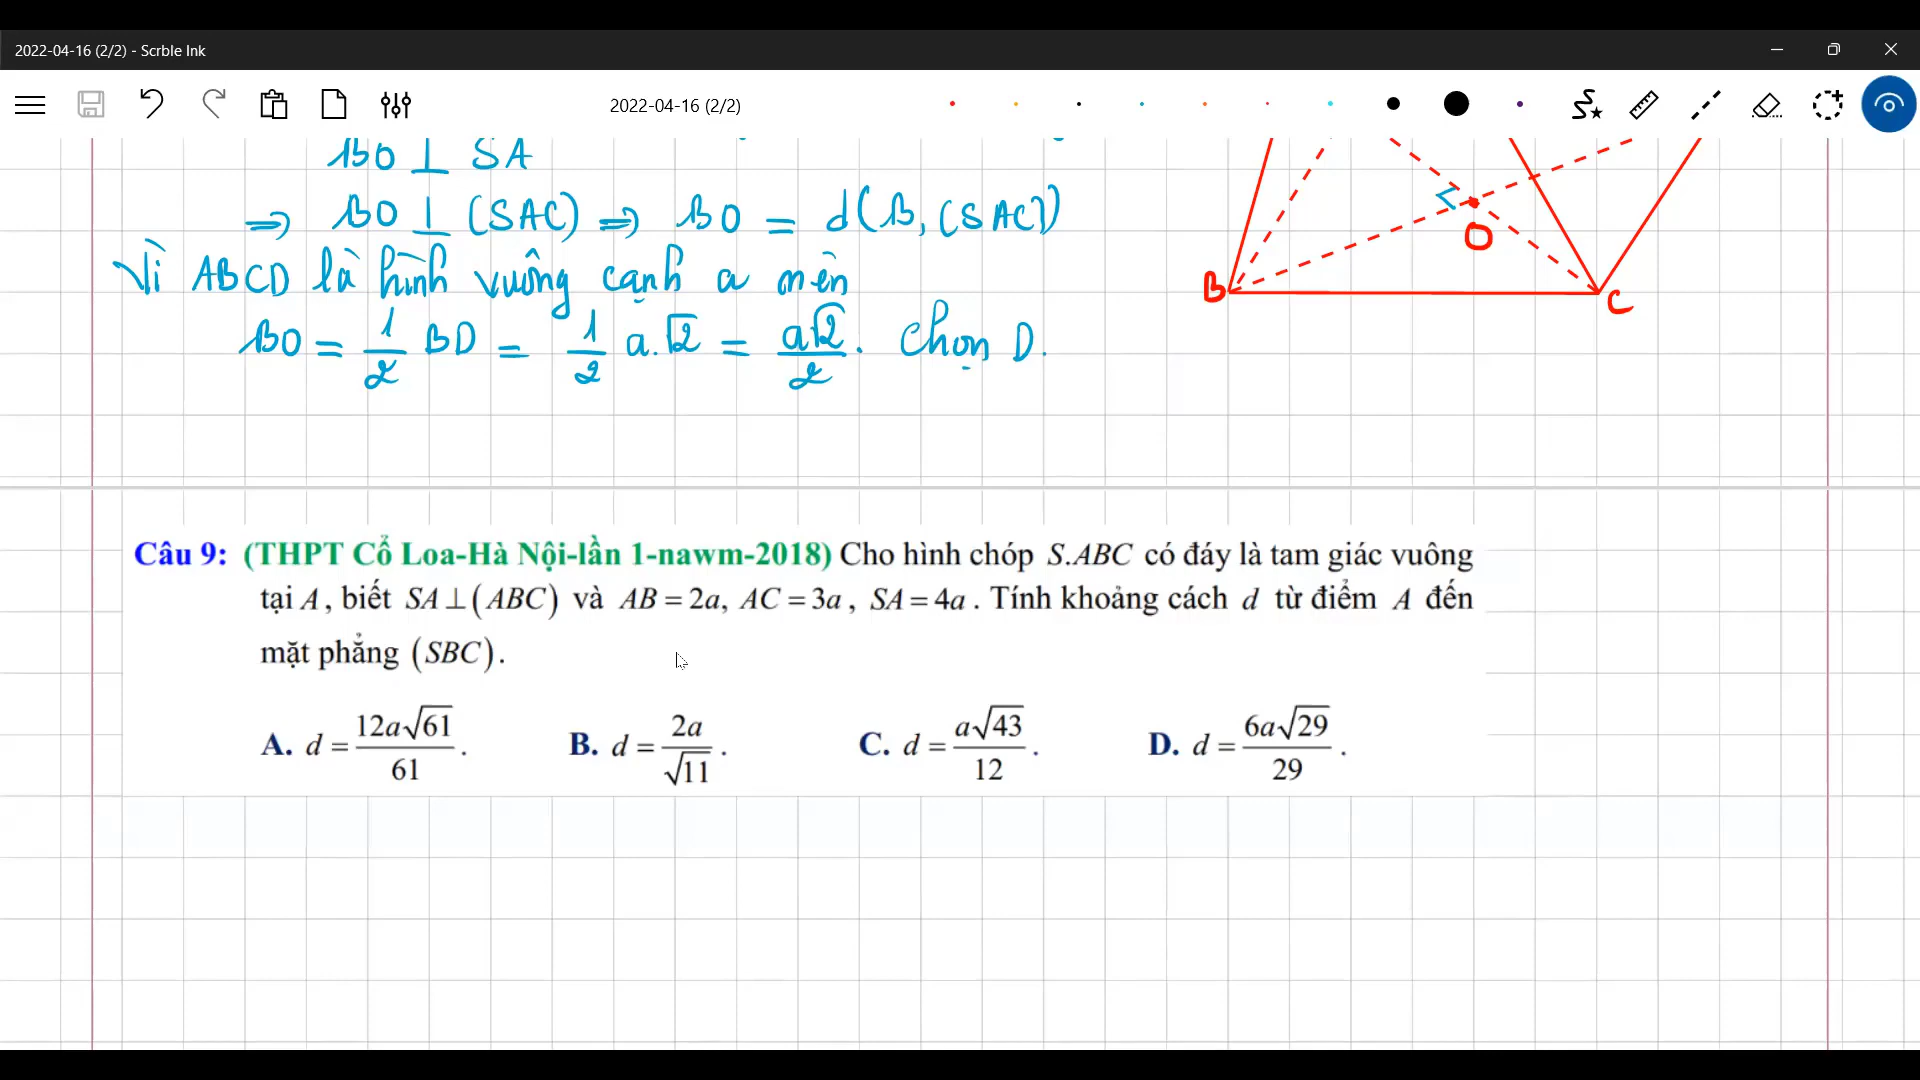 2022-04-16 (2/2) - Scrble Ink
2022-04-16 (2/2)
BO ⊥ SA
⇒ BO ⊥ (SAC) ⇒ BO = d(B, (SAC))
Vì ABCD là hình vuông cạnh a nên
BO = 1/2 BD = 1/2 a.√2 = a√2/2. Chọn D.
O
B
C
Câu 9: (THPT Cổ Loa-Hà Nội-lần 1-nawm-2018) Cho hình chóp S.ABC có đáy là tam giác vuông
tại A, biết SA⊥(ABC) và AB=2a, AC=3a, SA=4a. Tính khoảng cách d từ điểm A đến
mặt phẳng (SBC).
A. d = 12a√61/61. B. d = 2a/√11. C. d = a√43/12. D. d = 6a√29/29.